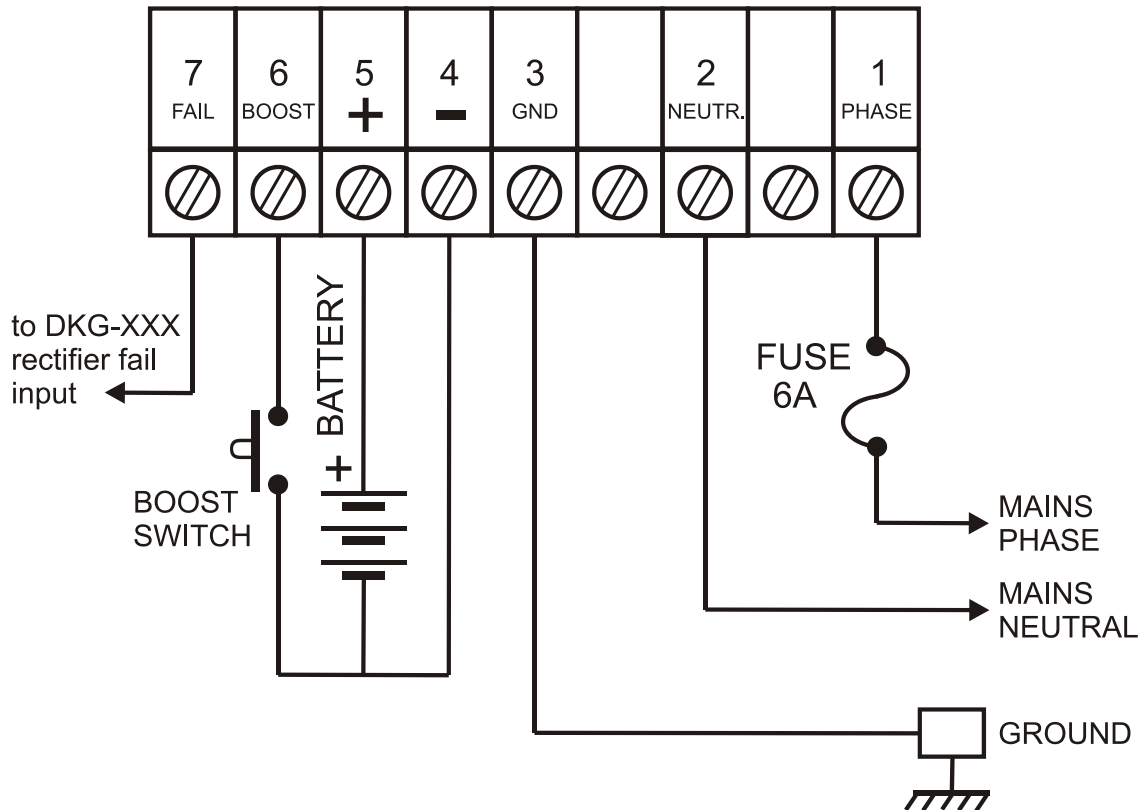 7 6 5 4 3 2 1
FAIL BOOST + - GND NEUTR. PHASE
to DKG-XXX
rectifier fail
input
BOOST
SWITCH
+ BATTERY
FUSE
6A
MAINS
PHASE
MAINS
NEUTRAL
GROUND